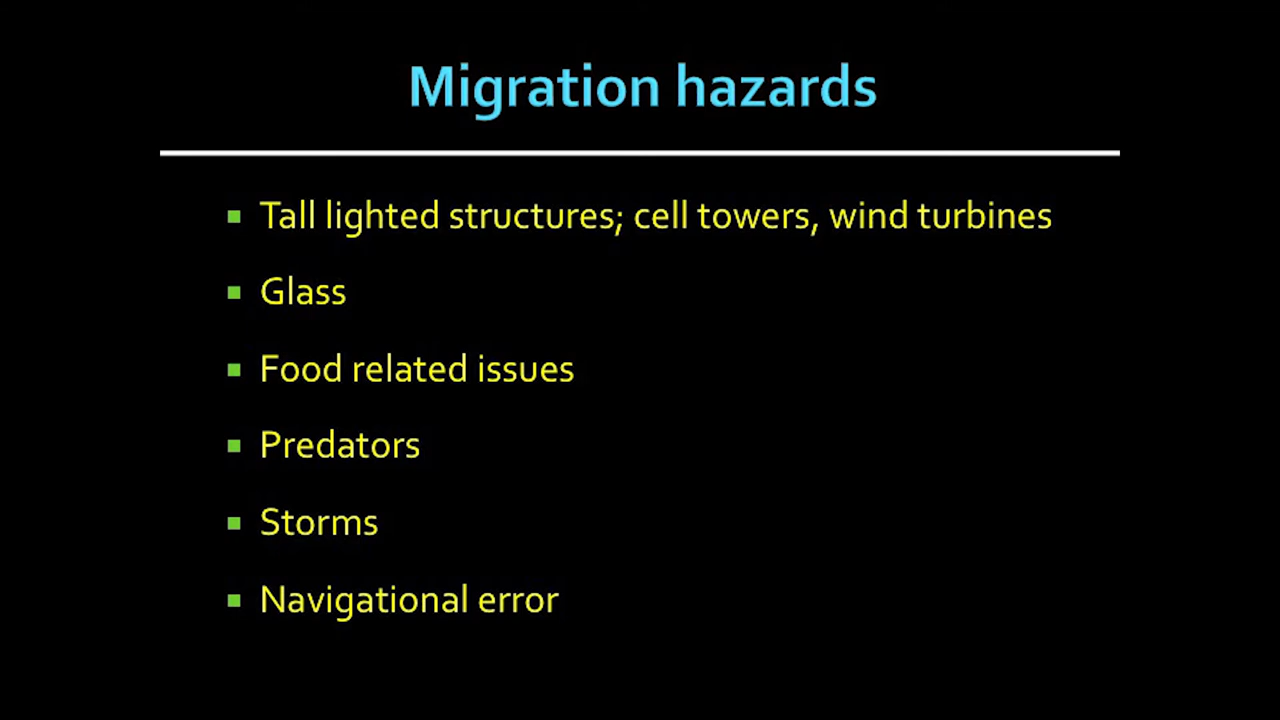 Migration hazards
Tall lighted structures; cell towers, wind turbines
Glass
Food related issues
Predators
Storms
Navigational error